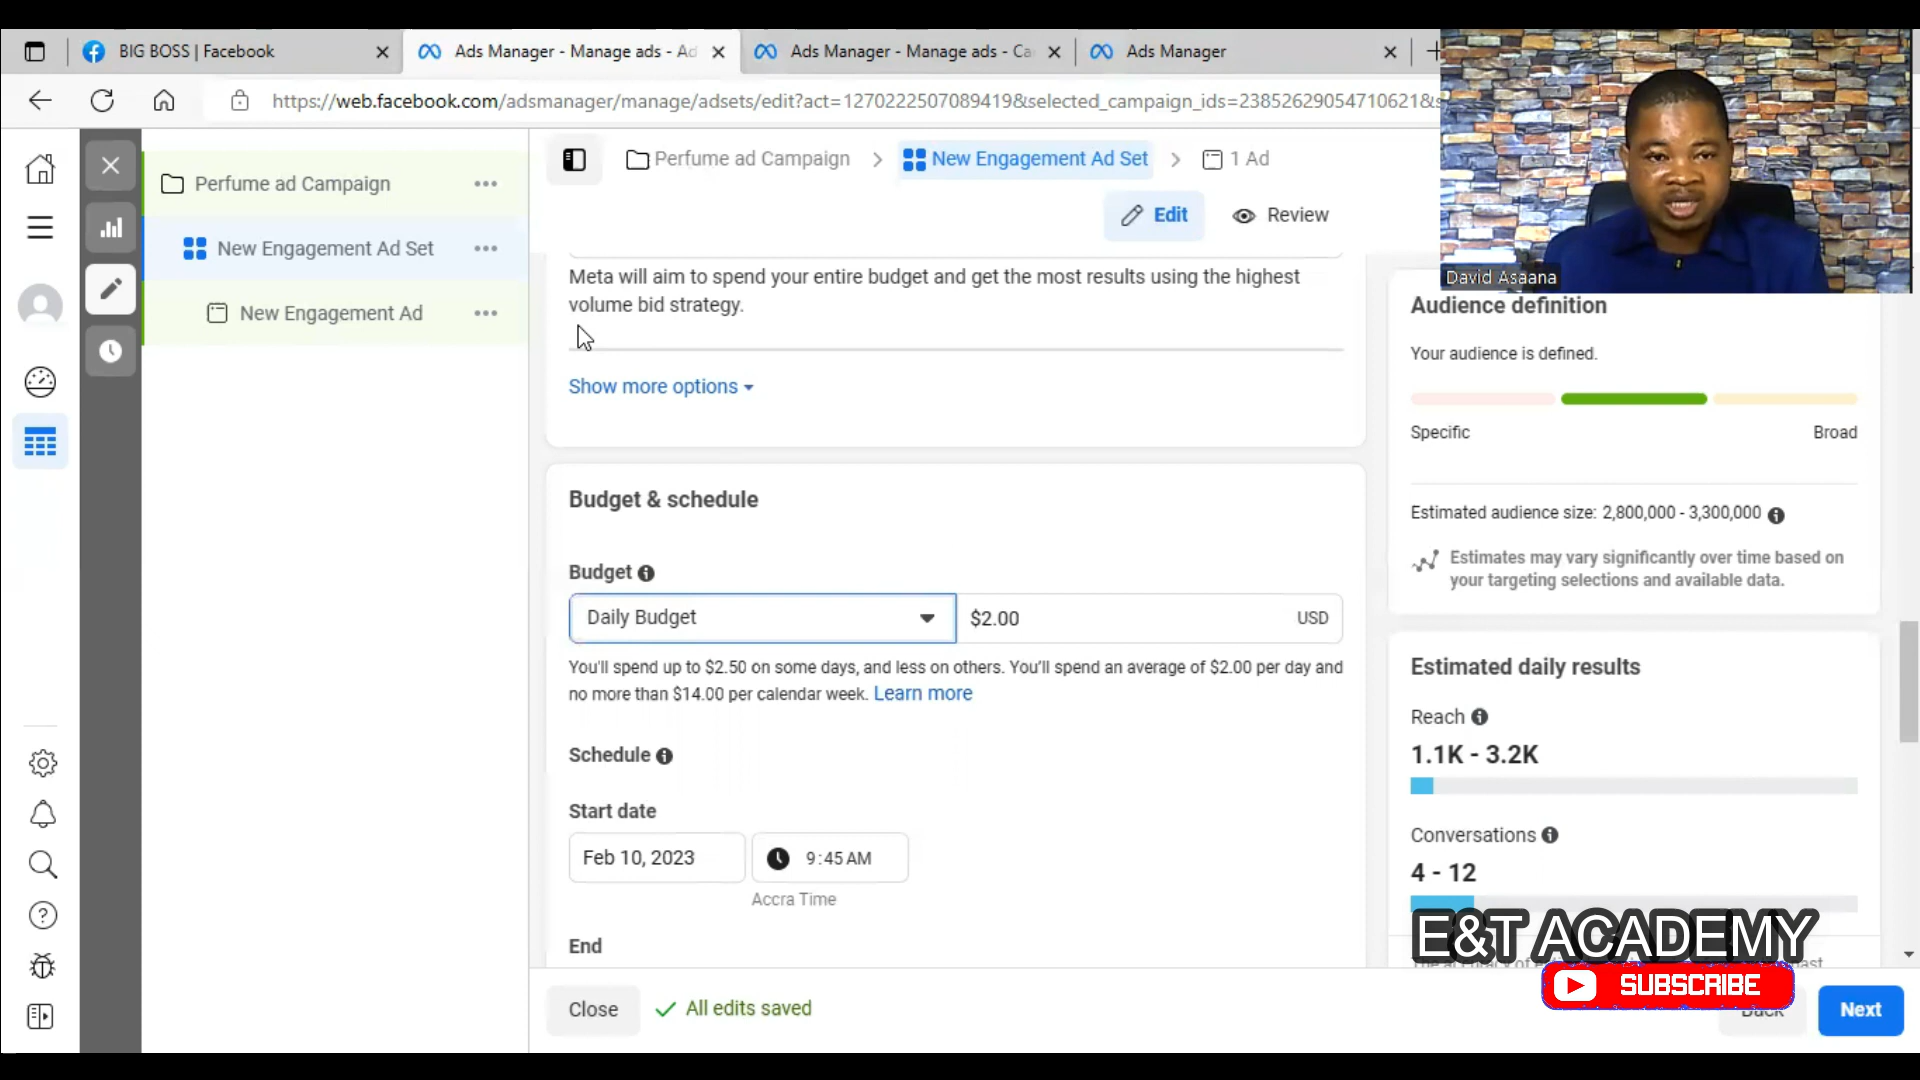 BIG BOSS | Facebook
Ads Manager - Manage ads - Ad
Ads Manager - Manage ads - Ca
Ads Manager
https://web.facebook.com/adsmanager/manage/adsets/edit?act=1270222507089419&selected_campaign_ids=23852629054710621&s
Perfume ad Campaign
New Engagement Ad Set
New Engagement Ad
Perfume ad Campaign > New Engagement Ad Set > 1 Ad
Edit
Review
David Asaana
Meta will aim to spend your entire budget and get the most results using the highest
volume bid strategy.
Show more options
Budget & schedule
Budget
Daily Budget
$2.00
USD
You'll spend up to $2.50 on some days, and less on others. You'll spend an average of $2.00 per day and
no more than $14.00 per calendar week. Learn more
Schedule
Start date
Feb 10, 2023
9:45 AM
Accra Time
End
Close
All edits saved
Audience definition
Your audience is defined.
Specific
Broad
Estimated audience size: 2,800,000 - 3,300,000
Estimates may vary significantly over time based on
your targeting selections and available data.
Estimated daily results
Reach
1.1K - 3.2K
Conversations
4 - 12
E&T ACADEMY
SUBSCRIBE
Back
Next